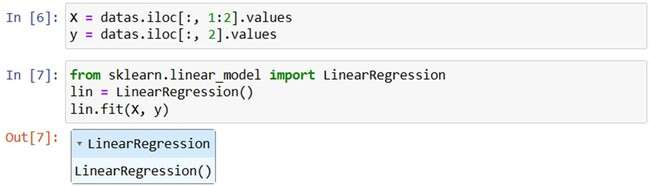 In [6]: X = datas.iloc[:, 1:2].values
y = datas.iloc[:, 2].values
In [7]: from sklearn.linear_model import LinearRegression
lin = LinearRegression()
lin.fit(X, y)
Out[7]: ▾ LinearRegression
LinearRegression()